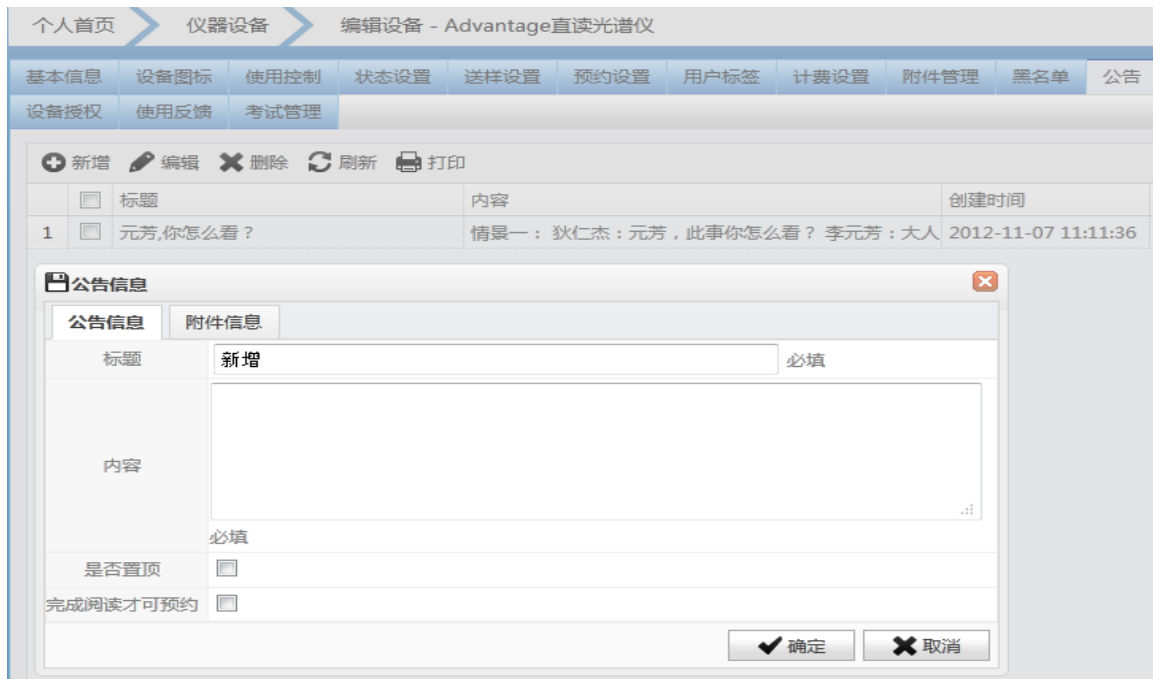 个人首页 仪器设备 编辑设备 - Advantage直读光谱仪
基本信息 设备图标 使用控制 状态设置 送样设置 预约设置 用户标签 计费设置 附件管理 黑名单 公告
设备授权 使用反馈 考试管理
新增 编辑 删除 刷新 打印
标题 内容 创建时间
1 元芳,你怎么看？ 情景一：狄仁杰：元芳，此事你怎么看？ 李元芳：大人 2012-11-07 11:11:36
公告信息
公告信息 附件信息
标题 新增 必填
内容
必填
是否置顶
完成阅读才可预约
确定 取消